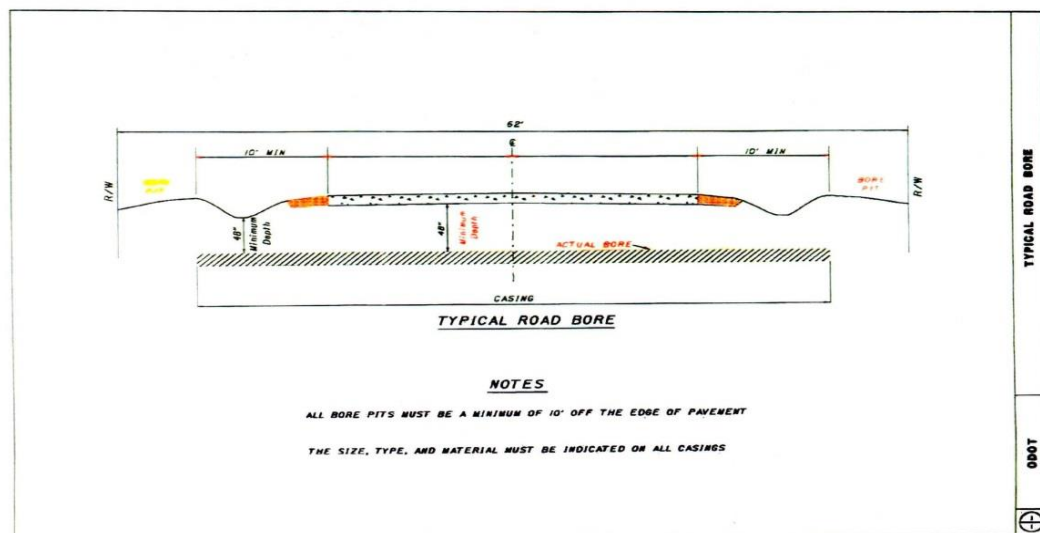 62'
℄
10' MIN
10' MIN
R/W
BORE
PIT
R/W
48"
Minimum
Depth
48"
Minimum
Depth
ACTUAL BORE
CASING
TYPICAL ROAD BORE
NOTES
ALL BORE PITS MUST BE A MINIMUM OF 10' OFF THE EDGE OF PAVEMENT
THE SIZE, TYPE, AND MATERIAL MUST BE INDICATED ON ALL CASINGS
TYPICAL ROAD BORE
ODOT